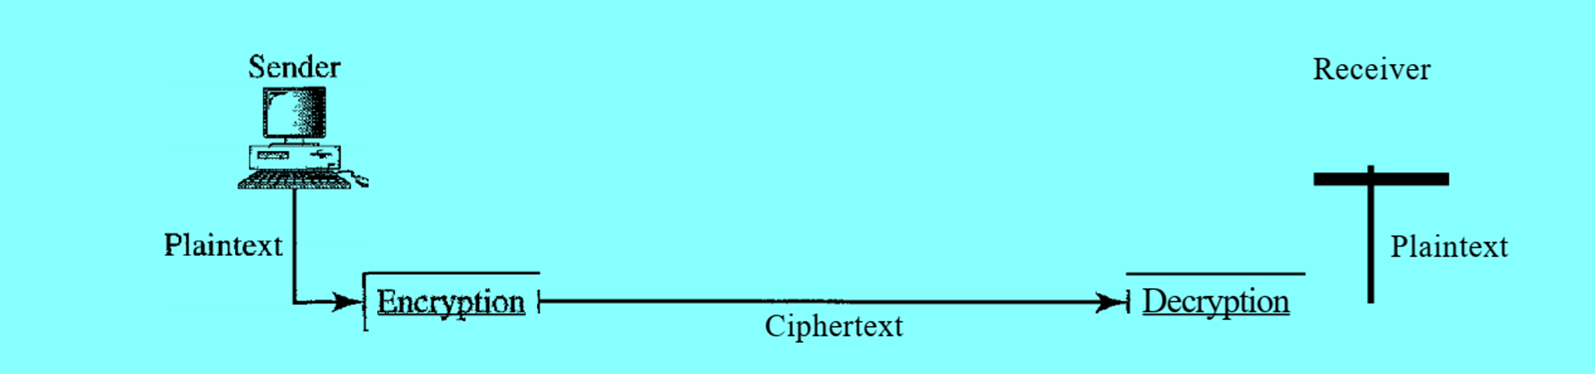 Sender
Receiver
Plaintext
Plaintext
Encryption
Decryption
Ciphertext